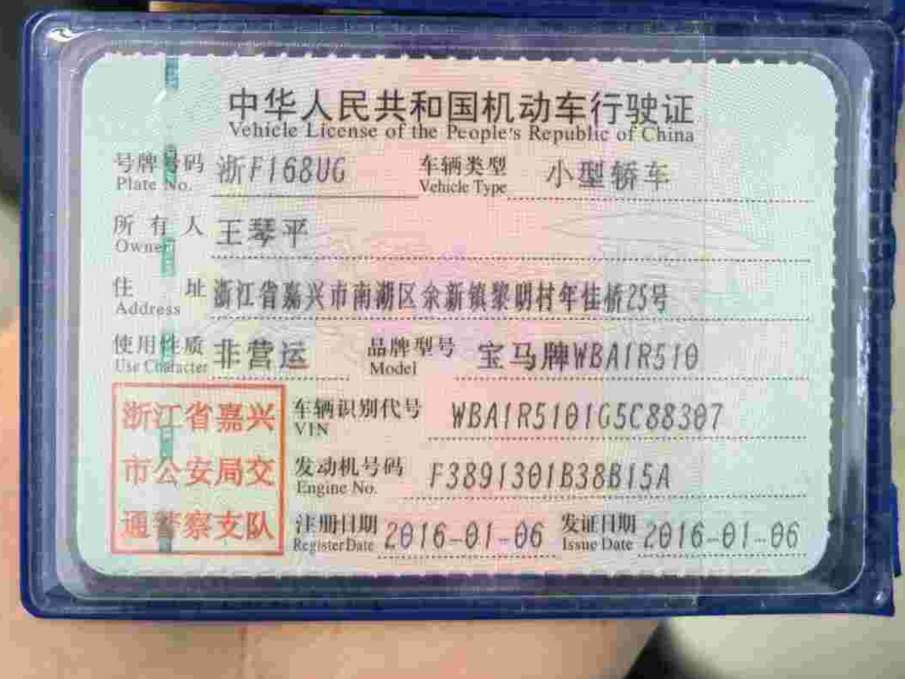 中华人民共和国机动车行驶证
Vehicle License of the People's Republic of China
号牌号码 浙F168UG 车辆类型 小型轿车
Plate No. Vehicle Type
所有人 王琴平
Owner
住址 浙江省嘉兴市南湖区余新镇黎明村年佳桥25号
Address
使用性质 非营运 品牌型号 宝马牌WBA1R510
Use Character Model
浙江省嘉兴
市公安局交
通警察支队
车辆识别代号 WBA1R5101G5C88307
VIN
发动机号码 F3891301B38B15A
Engine No.
注册日期 2016-01-06 发证日期 2016-01-06
Register Date Issue Date